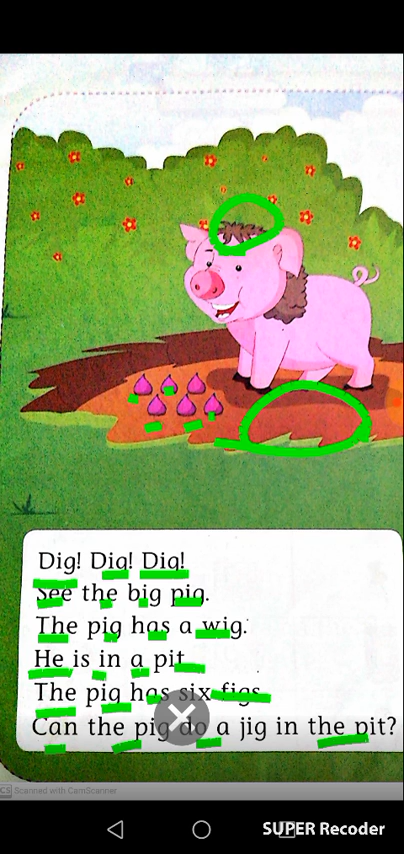 Dig! Dig! Dig!
See the big pig.
The pig has a wig.
He is in a pit.
The pig has six figs.
Can the pig do a jig in the pit?
CS Scanned with CamScanner
SUPER Recoder